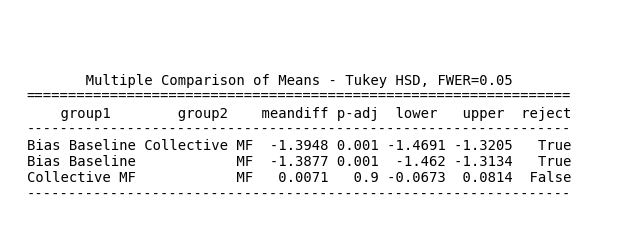 Multiple Comparison of Means - Tukey HSD, FWER=0.05
=================================================================
group1 group2 meandiff p-adj lower upper reject
-----------------------------------------------------------------
Bias Baseline Collective MF -1.3948 0.001 -1.4691 -1.3205 True
Bias Baseline MF -1.3877 0.001 -1.462 -1.3134 True
Collective MF MF 0.0071 0.9 -0.0673 0.0814 False
-----------------------------------------------------------------